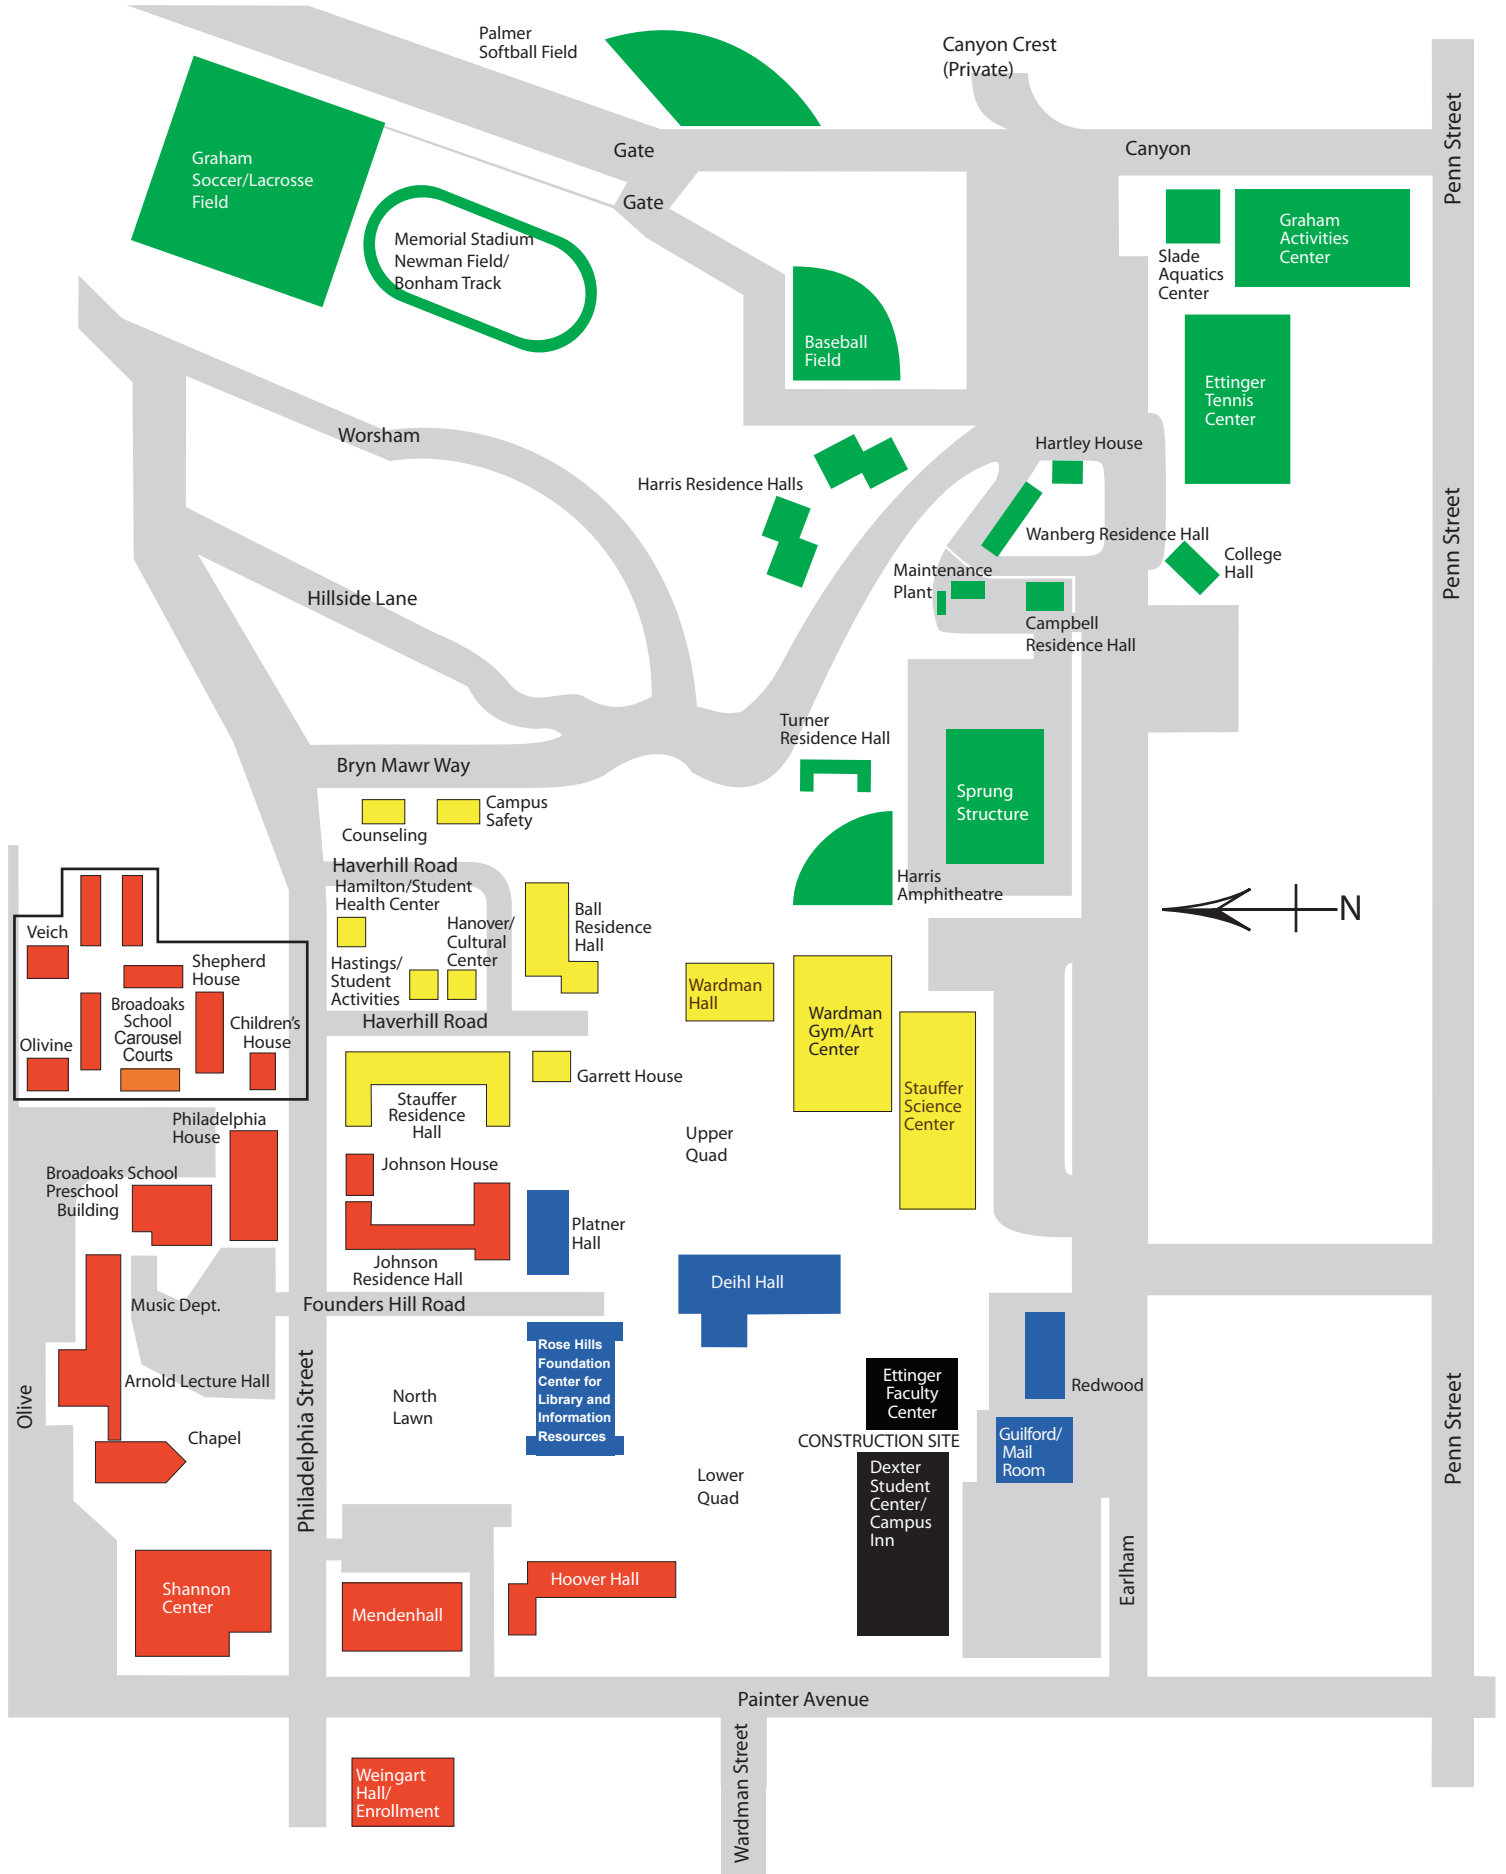 Palmer
Softball Field
Canyon Crest
(Private)
Penn Street
Gate
Canyon
Graham
Soccer/Lacrosse
Field
Gate
Memorial Stadium
Newman Field/
Bonham Track
Slade
Aquatics
Center
Graham
Activities
Center
Baseball
Field
Ettinger
Tennis
Center
Worsham
Hartley House
Harris Residence Halls
Wanberg Residence Hall
College
Hall
Penn Street
Maintenance
Plant
Hillside Lane
Campbell
Residence Hall
Turner
Residence Hall
Bryn Mawr Way
Sprung
Structure
Counseling
Campus
Safety
Haverhill Road
Hamilton/Student
Health Center
Harris
Amphitheatre
N
Hanover/
Cultural
Center
Ball
Residence
Hall
Hastings/
Student
Activities
Veich
Shepherd
House
Broadoaks
School
Carousel
Courts
Children's
House
Olivine
Haverhill Road
Wardman
Hall
Wardman
Gym/Art
Center
Stauffer
Science
Center
Garrett House
Stauffer
Residence
Hall
Philadelphia
House
Upper
Quad
Broadoaks School
Preschool
Building
Johnson House
Platner
Hall
Johnson
Residence Hall
Deihl Hall
Music Dept.
Founders Hill Road
Rose Hills
Foundation
Center for
Library and
Information
Resources
Arnold Lecture Hall
Olive
Philadelphia Street
North
Lawn
Ettinger
Faculty
Center
Redwood
Penn Street
Chapel
CONSTRUCTION SITE
Guilford/
Mail
Room
Lower
Quad
Dexter
Student
Center/
Campus
Inn
Earlham
Shannon
Center
Mendenhall
Hoover Hall
Painter Avenue
Wardman Street
Weingart
Hall/
Enrollment